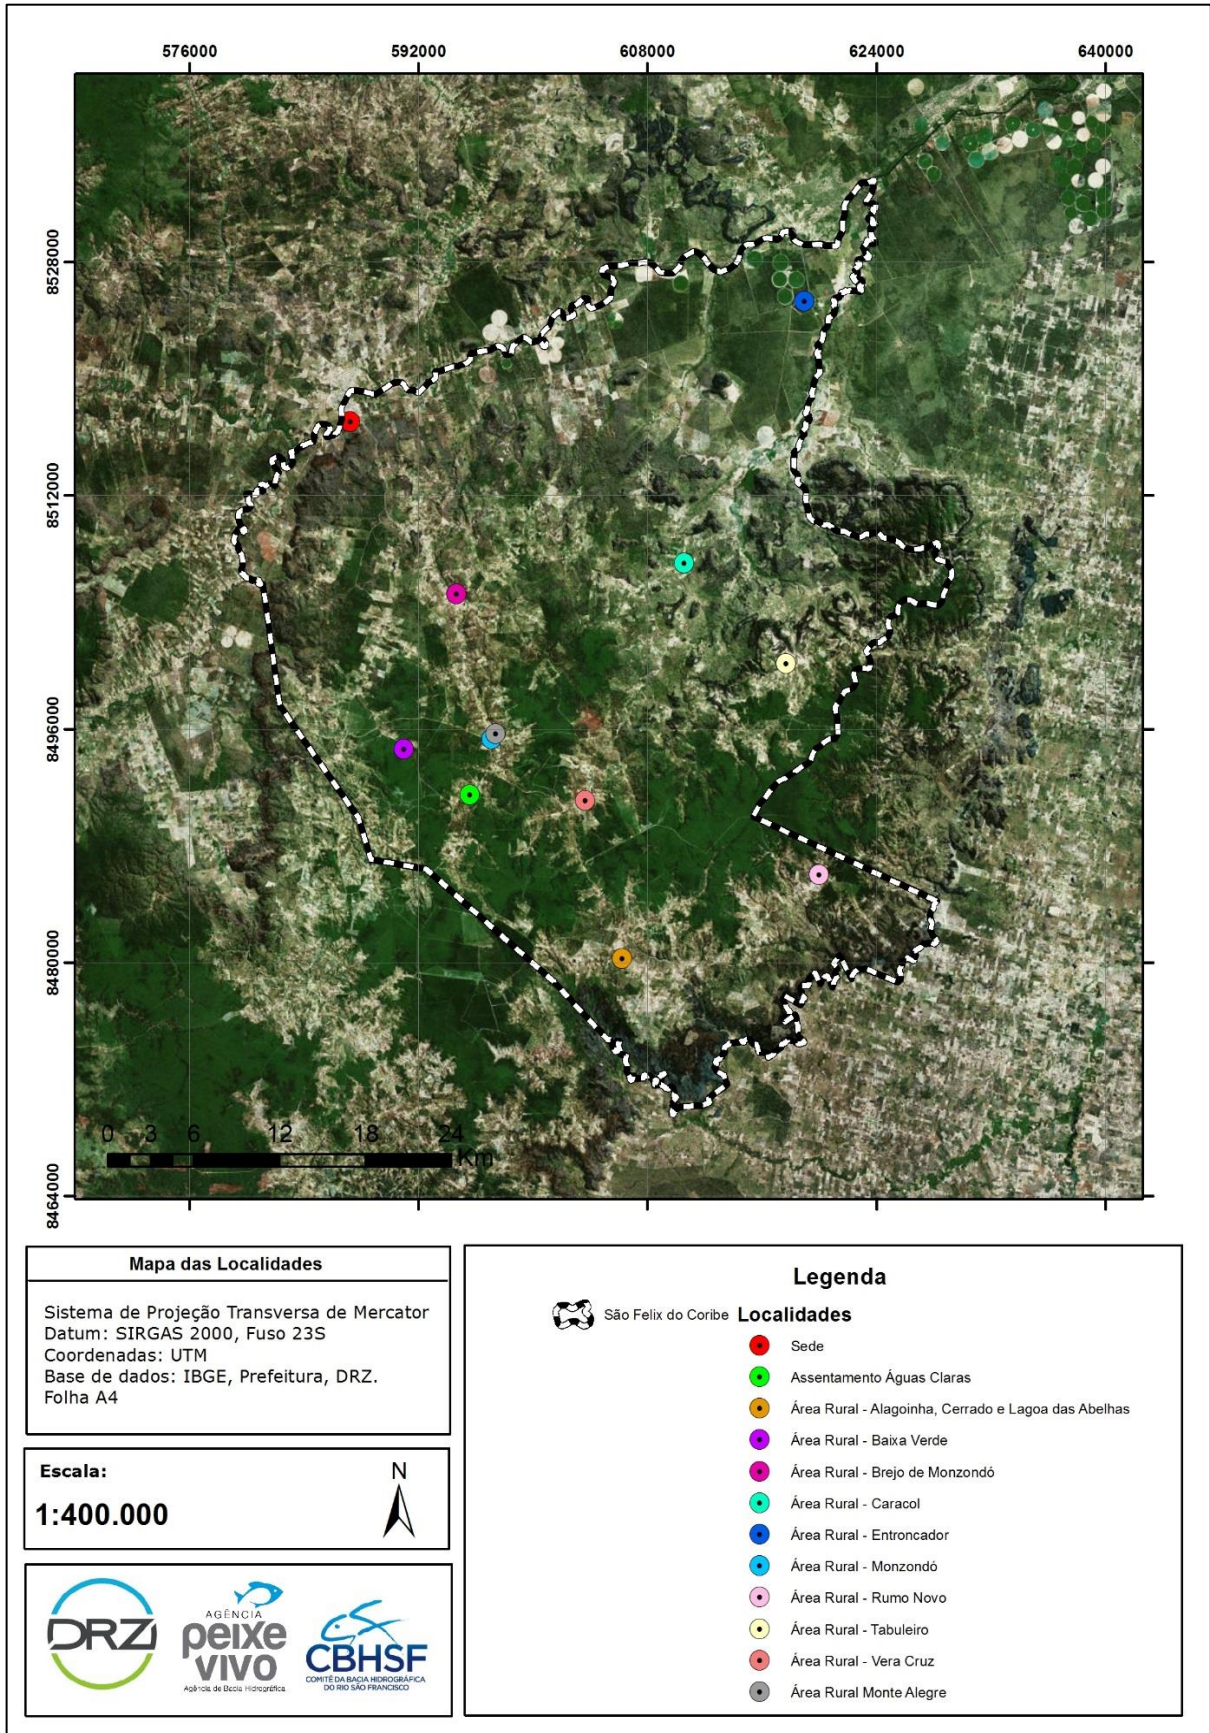 576000 592000 608000 624000 640000
8528000
8512000
8496000
8480000
8464000
0 3 6 12 18 24
Km
Mapa das Localidades
Sistema de Projeção Transversa de Mercator
Datum: SIRGAS 2000, Fuso 23S
Coordenadas: UTM
Base de dados: IBGE, Prefeitura, DRZ.
Folha A4
Escala:
1:400.000
N
DRZ
AGÊNCIA
peixe
vivo
Agência de Bacia Hidrográfica
CBHSF
COMITÊ DA BACIA HIDROGRÁFICA
DO RIO SÃO FRANCISCO
Legenda
São Felix do Coribe
Localidades
Sede
Assentamento Águas Claras
Área Rural - Alagoinha, Cerrado e Lagoa das Abelhas
Área Rural - Baixa Verde
Área Rural - Brejo de Monzondó
Área Rural - Caracol
Área Rural - Entroncador
Área Rural - Monzondó
Área Rural - Rumo Novo
Área Rural - Tabuleiro
Área Rural - Vera Cruz
Área Rural Monte Alegre